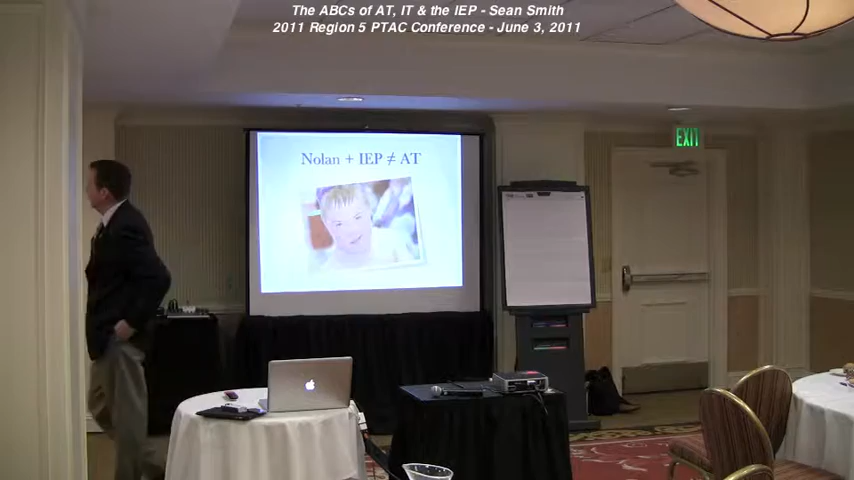 The ABCs of AT, IT & the IEP - Sean Smith
2011 Region 5 PTAC Conference - June 3, 2011
Nolan + IEP ≠ AT
EXIT